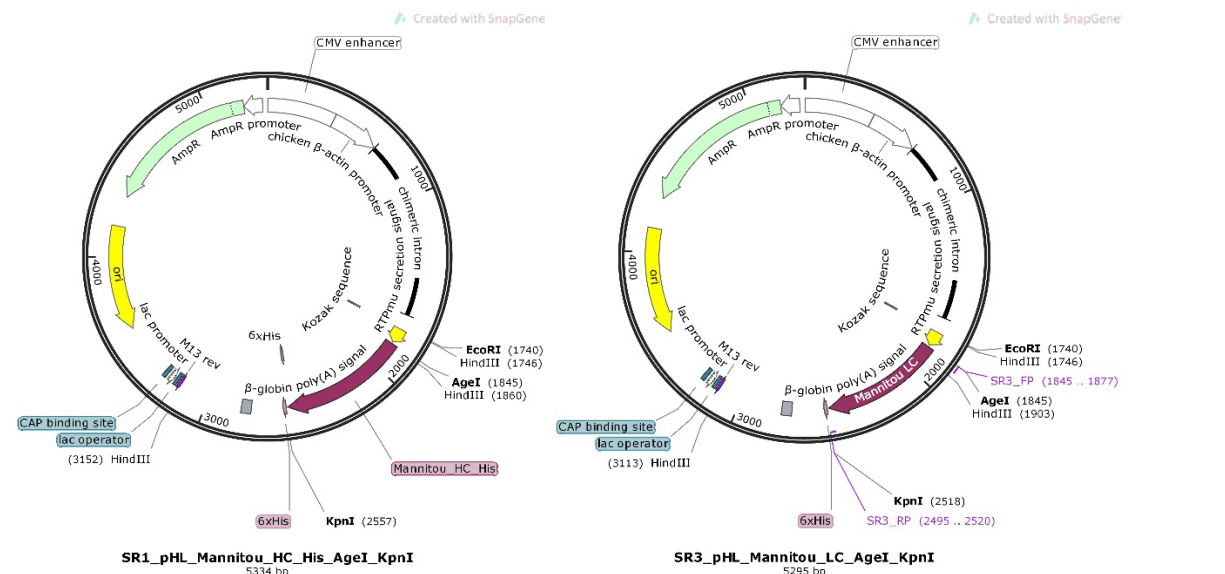 Created with SnapGene
CMV enhancer
5000
AmpR promoter
AmpR
chicken β-actin promoter
1000
chimeric intron
RTPmu secretion signal
Kozak sequence
4000
ori
lac promoter
M13 rev
6xHis
β-globin poly(A) signal
2000
3000
EcoRI (1740)
HindIII (1746)
AgeI (1845)
HindIII (1860)
CAP binding site
lac operator
(3152) HindIII
Mannitou_HC_His
6xHis
KpnI (2557)
SR1_pHL_Mannitou_HC_His_AgeI_KpnI
5334 bp
Created with SnapGene®
CMV enhancer
5000
AmpR promoter
AmpR
chicken β-actin promoter
1000
chimeric intron
RTPmu secretion signal
Kozak sequence
4000
ori
lac promoter
M13 rev
β-globin poly(A) signal
Mannitou LC
2000
3000
EcoRI (1740)
HindIII (1746)
SR3_FP (1845 .. 1877)
AgeI (1845)
HindIII (1903)
CAP binding site
lac operator
(3113) HindIII
KpnI (2518)
6xHis
SR3_RP (2495 .. 2520)
SR3_pHL_Mannitou_LC_AgeI_KpnI
5295 bp